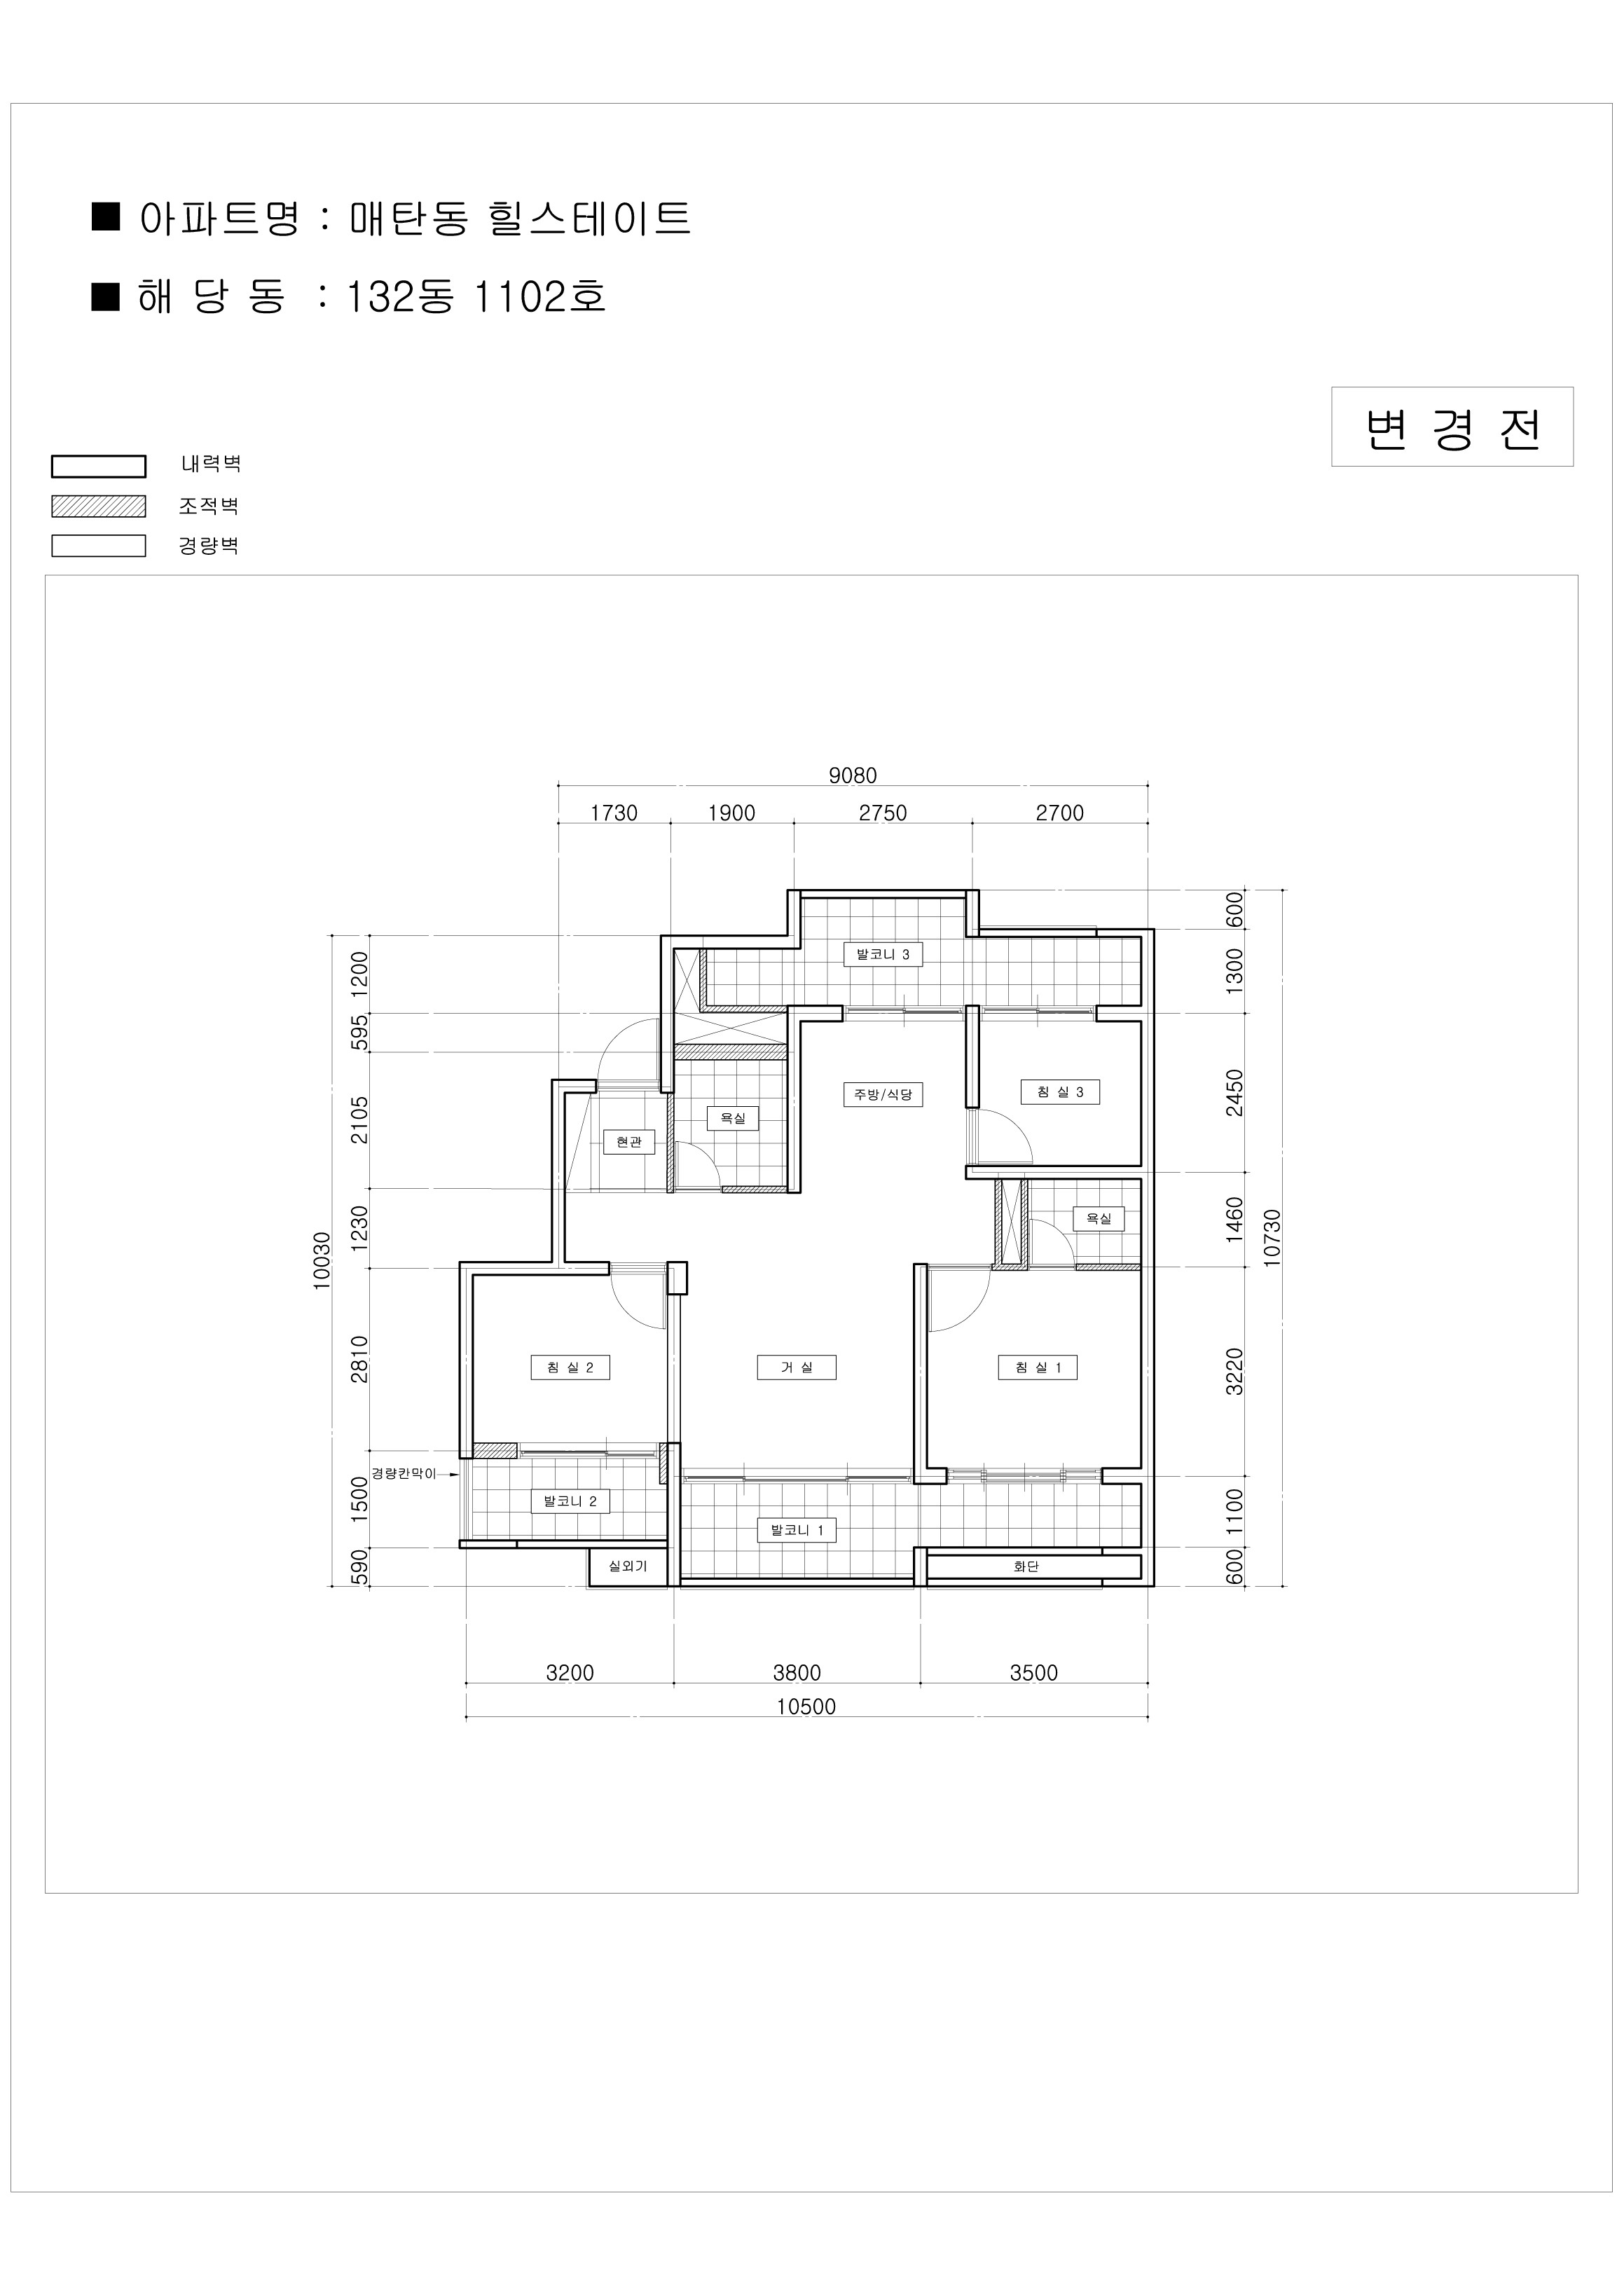 ■ 아파트명 : 매탄동 힐스테이트
■ 해 당 동 : 132동 1102호
변 경 전
내력벽
조적벽
경량벽
9080
1730 1900 2750 2700
600
발코니 3
1200
1300
595
주방/식당
침 실 3
2450
2105
욕실
현관
1460
욕실
1230
10730
10030
2810
침 실 2
거 실
침 실 1
3220
경량칸막이
1500
발코니 2
발코니 1
1100
590
실외기
화단
600
3200 3800 3500
10500